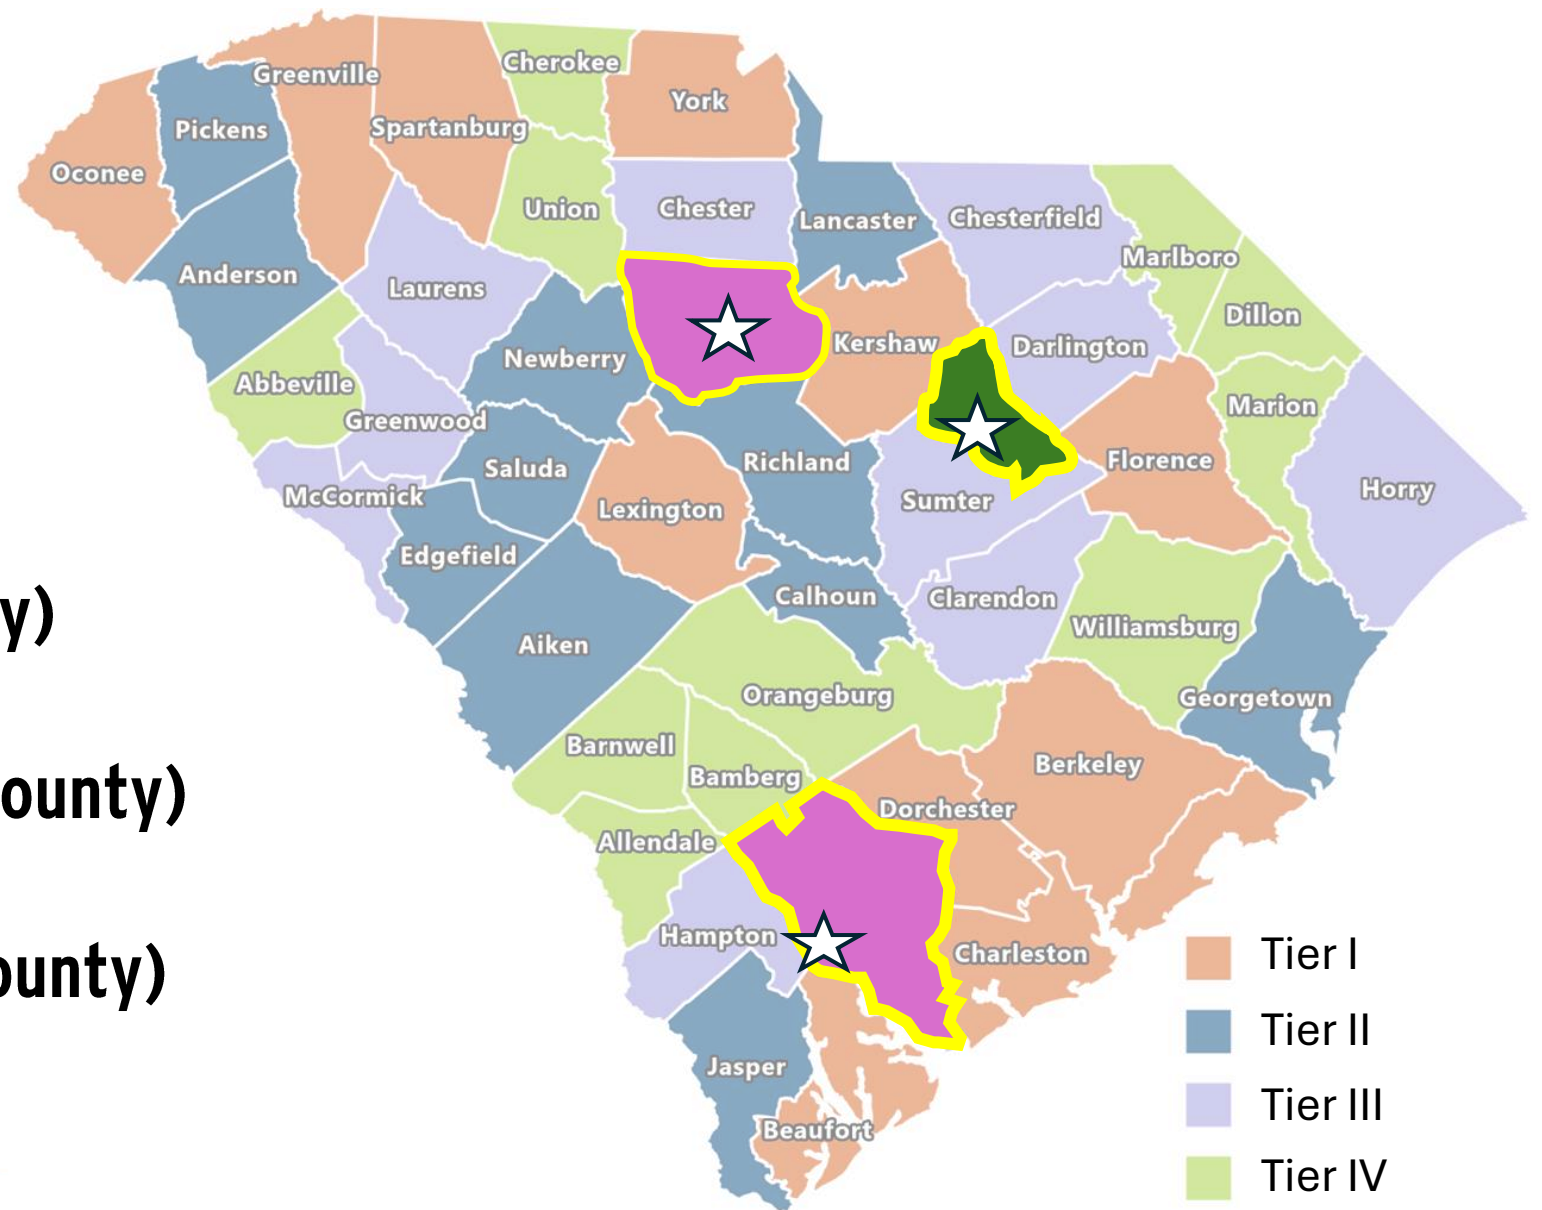 Cherokee
Greenville
York
Pickens
Spartanburg
Oconee
Union
Chester
Lancaster
Chesterfield
Marlboro
Anderson
Laurens
Dillon
Kershaw
Darlington
Newberry
Abbeville
Marion
Greenwood
Richland
Florence
Saluda
Horry
McCormick
Sumter
Lexington
Edgefield
Calhoun
Clarendon
y)
Williamsburg
Aiken
Orangeburg
Georgetown
Barnwell
Berkeley
Bamberg
ounty)
Dorchester
Allendale
Hampton
Charleston
Tier I
ounty)
Tier II
Jasper
Tier III
Beaufort
Tier IV